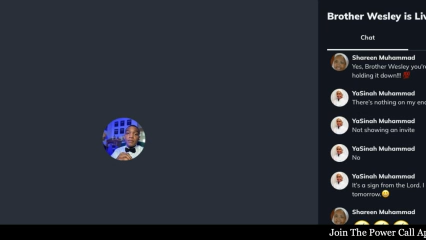 Brother Wesley is Liv
Chat
Shareen Muhammad
Yes, Brother Wesley you're
holding it down!!! 💯
YaSinah Muhammad
There's nothing on my end
YaSinah Muhammad
Not showing an invite
YaSinah Muhammad
No
YaSinah Muhammad
It's a sign from the Lord. I
tomorrow. 😄
Shareen Muhammad
Join The Power Call Ap